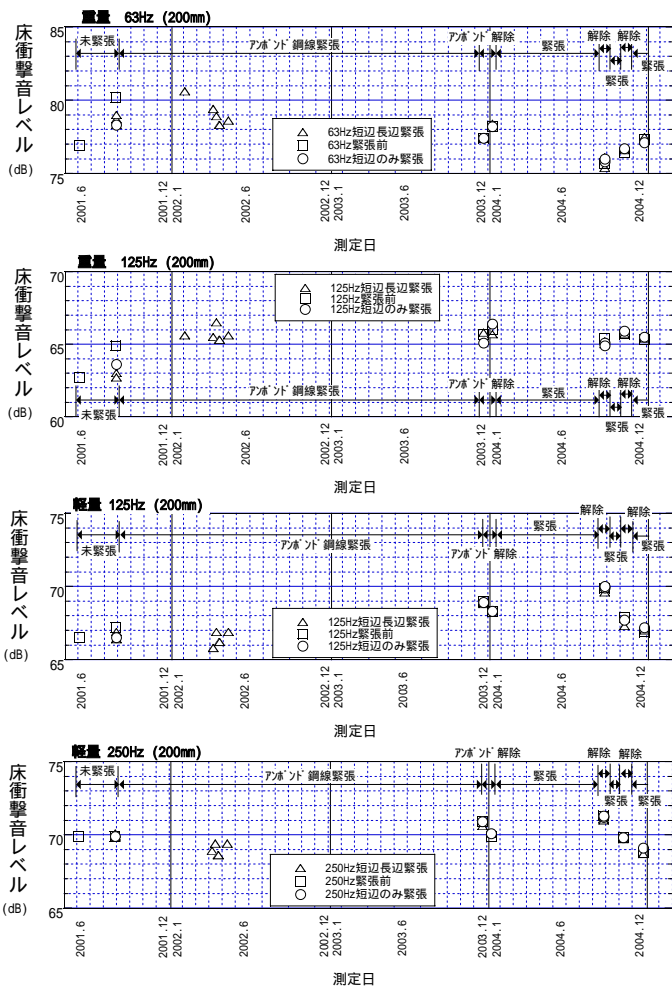 重量 63Hz (200mm)
床衝撃音レベル
(dB)
85
80
75
未緊張
アンボンド鋼線緊張
アンボンド解除
緊張
解除
解除
緊張
緊張
63Hz短辺長辺緊張
63Hz緊張前
63Hz短辺のみ緊張
2001.6
2001.12
2002.1
2002.6
2002.12
2003.1
2003.6
2003.12
2004.1
2004.6
2004.12
測定日
重量 125Hz (200mm)
床衝撃音レベル
(dB)
70
65
60
125Hz短辺長辺緊張
125Hz緊張前
125Hz短辺のみ緊張
未緊張
アンボンド鋼線緊張
アンボンド解除
緊張
解除
解除
緊張
緊張
2001.6
2001.12
2002.1
2002.6
2002.12
2003.1
2003.6
2003.12
2004.1
2004.6
2004.12
測定日
軽量 125Hz (200mm)
床衝撃音レベル
(dB)
75
70
65
未緊張
アンボンド鋼線緊張
アンボンド解除
緊張
解除
解除
緊張
緊張
125Hz短辺長辺緊張
125Hz緊張前
125Hz短辺のみ緊張
2001.6
2001.12
2002.1
2002.6
2002.12
2003.1
2003.6
2003.12
2004.1
2004.6
2004.12
測定日
軽量 250Hz (200mm)
床衝撃音レベル
(dB)
75
70
65
未緊張
アンボンド鋼線緊張
アンボンド解除
緊張
解除
解除
緊張
緊張
250Hz短辺長辺緊張
250Hz緊張前
250Hz短辺のみ緊張
2001.6
2001.12
2002.1
2002.6
2002.12
2003.1
2003.6
2003.12
2004.1
2004.6
2004.12
測定日